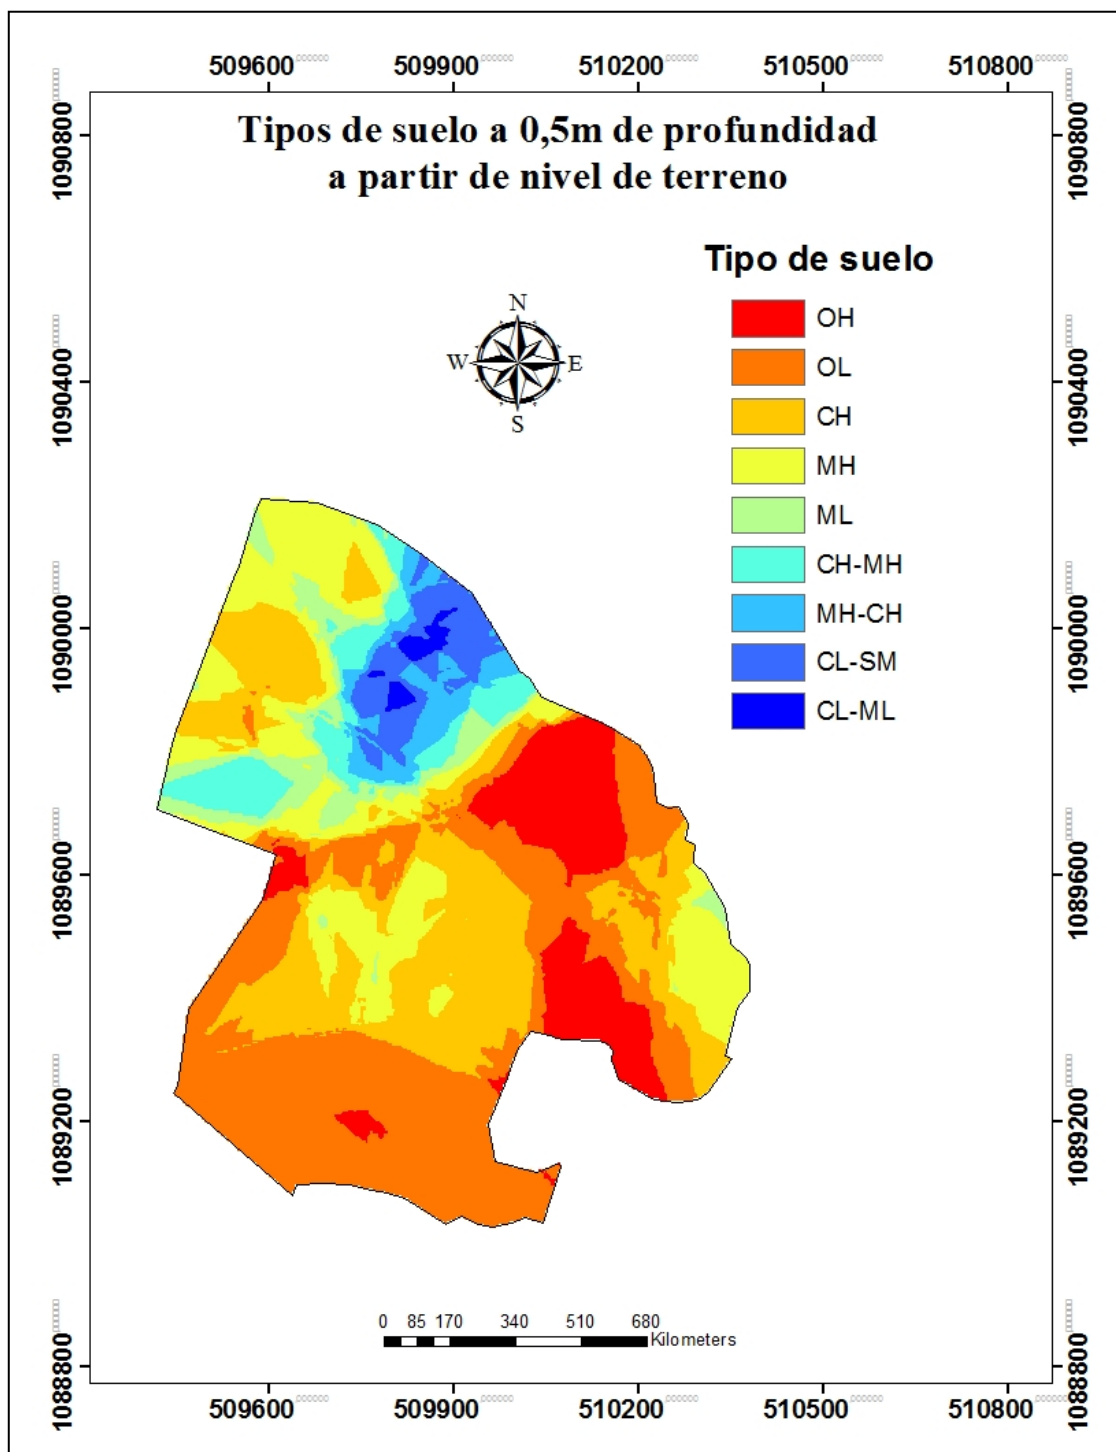 509600 509900 510200 510500 510800
Tipos de suelo a 0,5m de profundidad
a partir de nivel de terreno
Tipo de suelo
N
W E
S
OH
OL
CH
MH
ML
CH-MH
MH-CH
CL-SM
CL-ML
1090800
1090400
1090000
1089600
1089200
1088800
1090800
1090400
1090000
1089600
1089200
1088800
0 85 170 340 510 680
Kilometers
509600 509900 510200 510500 510800